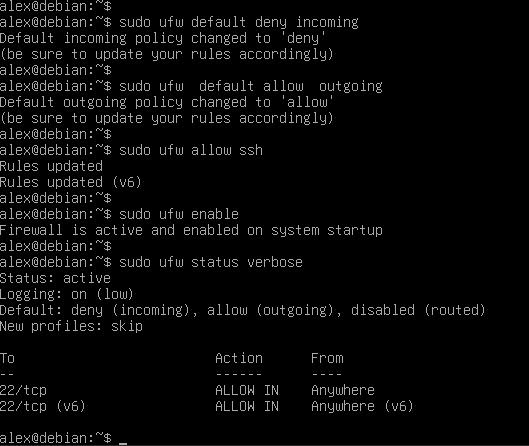 alex@debian:~$
alex@debian:~$ sudo ufw default deny incoming
Default incoming policy changed to 'deny'
(be sure to update your rules accordingly)
alex@debian:~$
alex@debian:~$ sudo ufw  default allow  outgoing
Default outgoing policy changed to 'allow'
(be sure to update your rules accordingly)
alex@debian:~$
alex@debian:~$ sudo ufw allow ssh
Rules updated
Rules updated (v6)
alex@debian:~$
alex@debian:~$ sudo ufw enable
Firewall is active and enabled on system startup
alex@debian:~$
alex@debian:~$ sudo ufw status verbose
Status: active
Logging: on (low)
Default: deny (incoming), allow (outgoing), disabled (routed)
New profiles: skip
To                         Action      From
--                         ------      ----
22/tcp                     ALLOW IN    Anywhere
22/tcp (v6)                ALLOW IN    Anywhere (v6)
alex@debian:~$ _